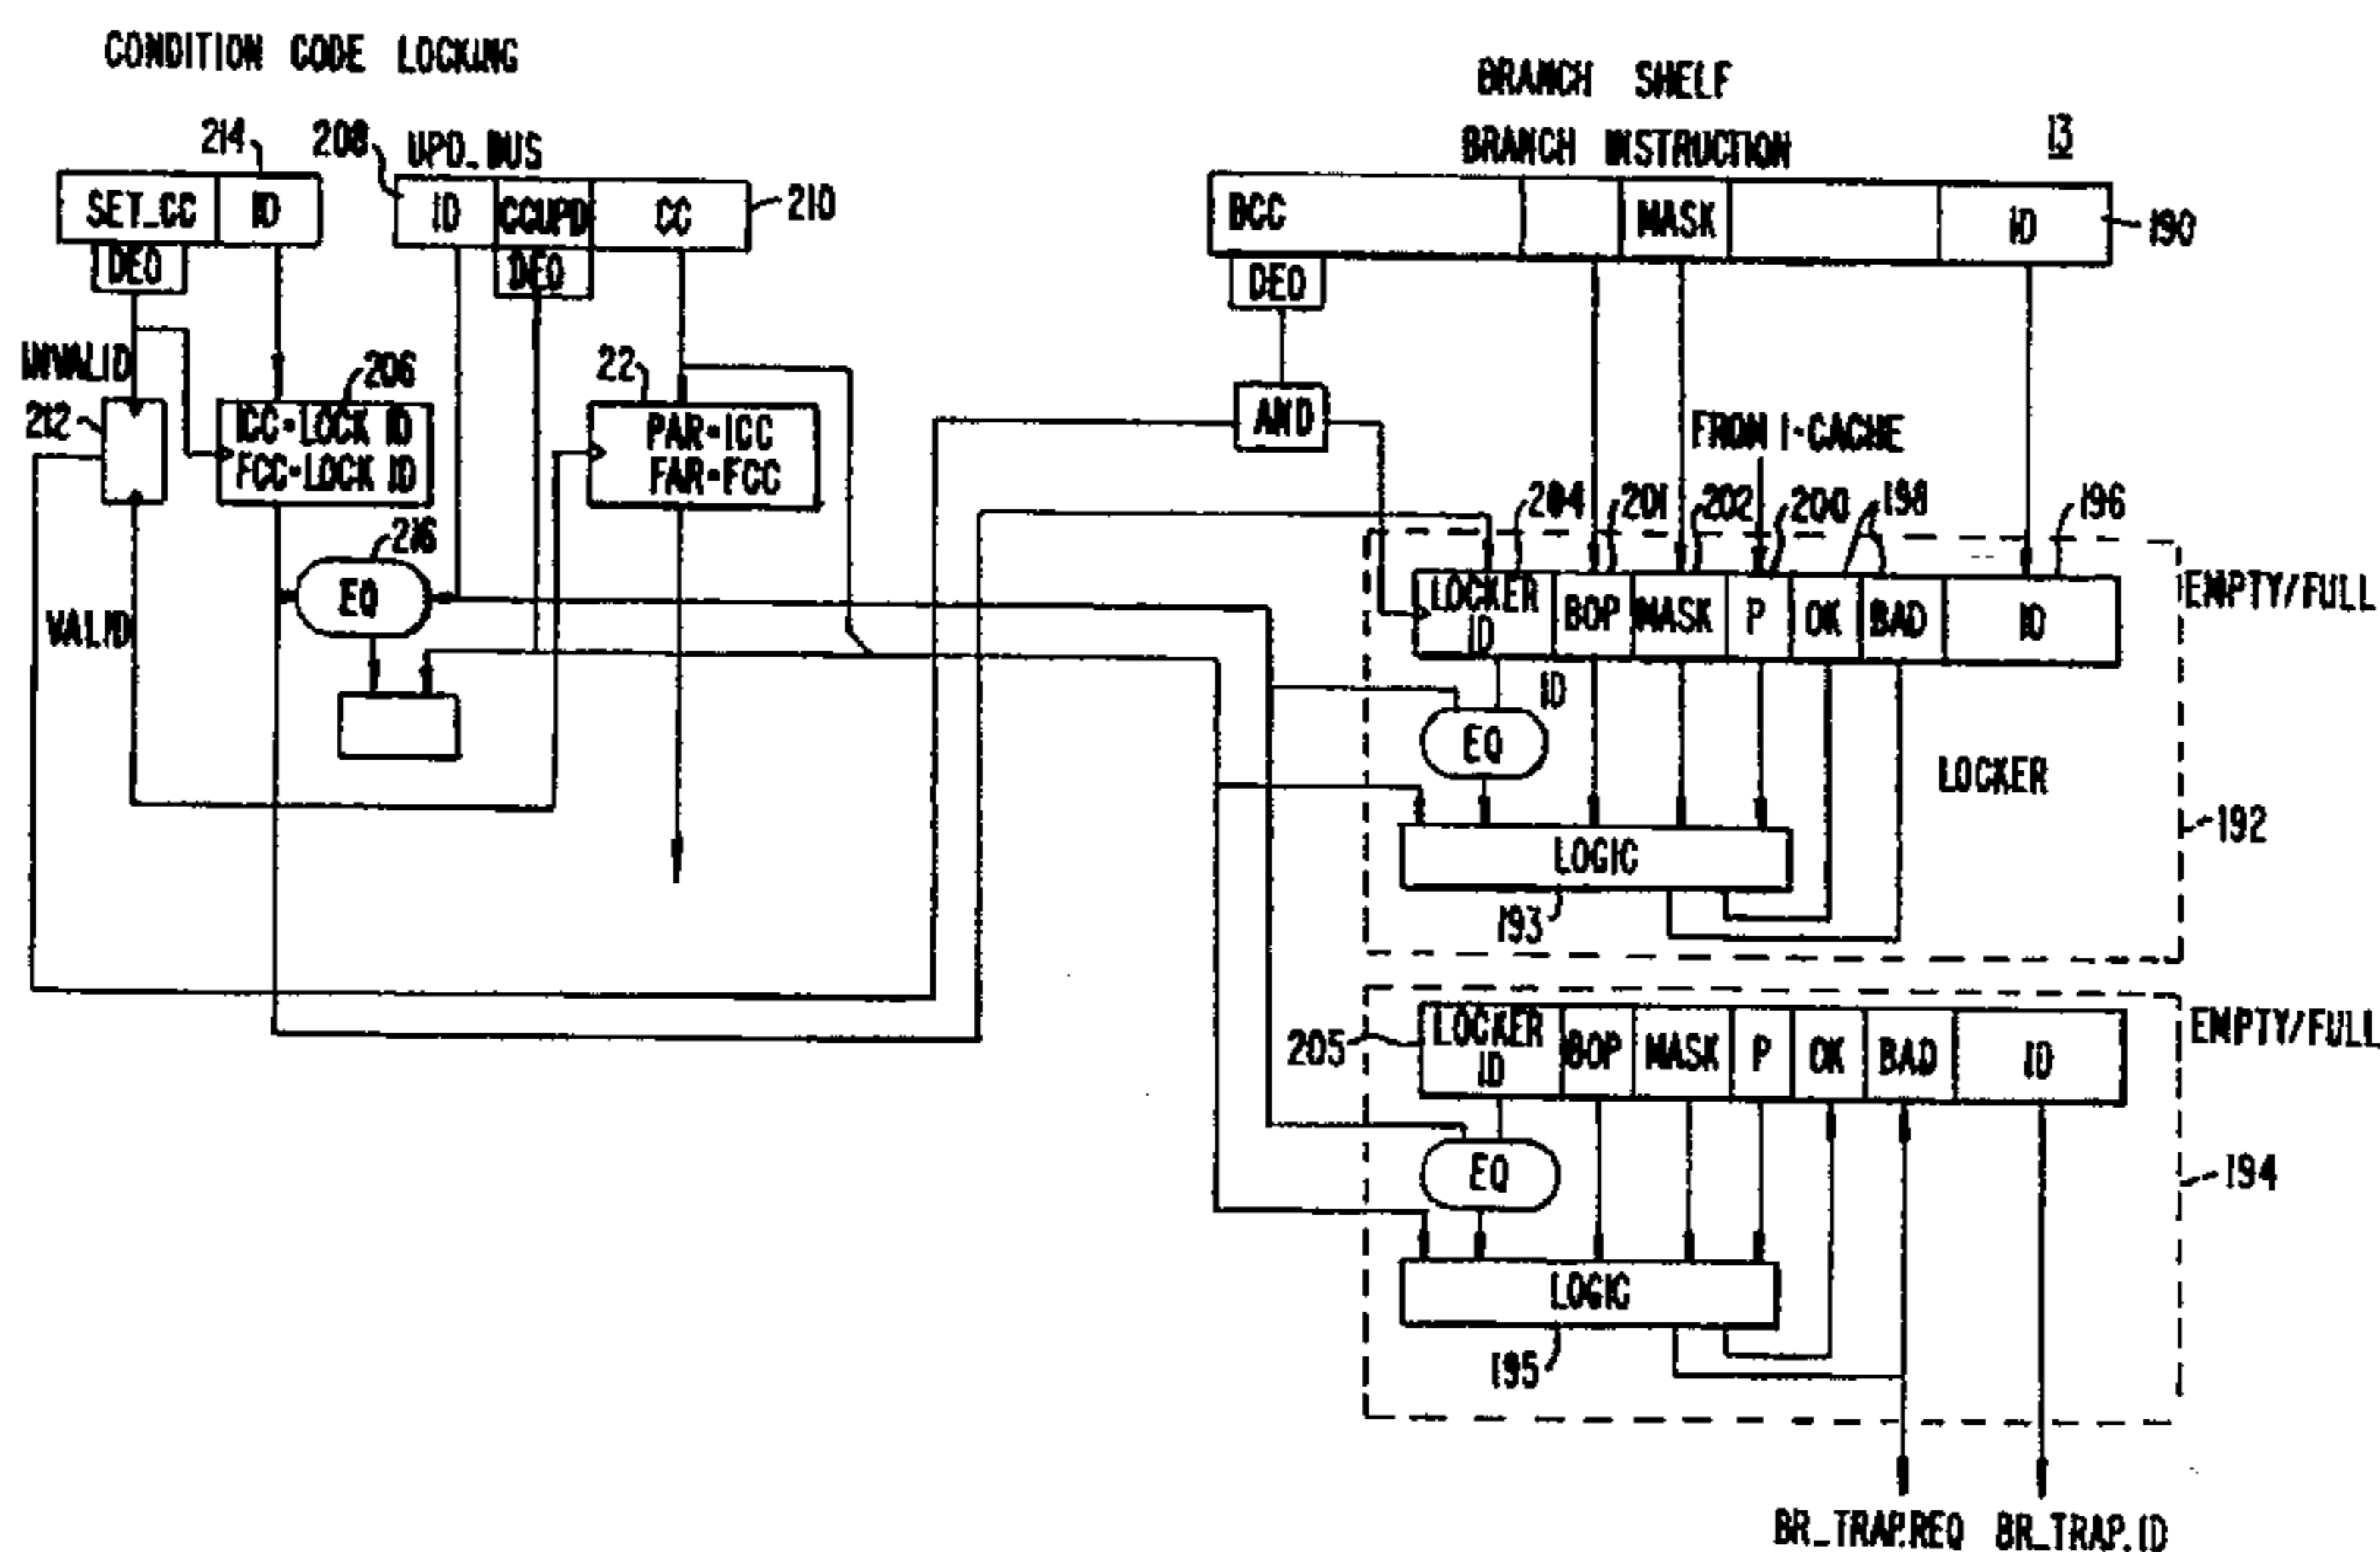 CONDITION CODE LOCKING
BRANCH SHELF
BRANCH INSTRUCTION
13
214
208
UPD_BUS
SET_CC ID
ID CCUPD CC
210
BCC MASK ID
190
DEO
DEO
DEO
INVALID
212
206
22
ICC-LOCK ID
FCC-LOCK ID
PAR-ICC
FAR-FCC
AND
FROM I-CACHE
216
EQ
VALID
204 201 202 200 198 196
LOCKER ID BOP MASK P OK BAD ID
EMPTY/FULL
ID
EQ
LOCKER
192
LOGIC
193
205
LOCKER ID BOP MASK P OK BAD ID
EMPTY/FULL
EQ
194
LOGIC
195
BR_TRAP.REQ BR_TRAP.ID